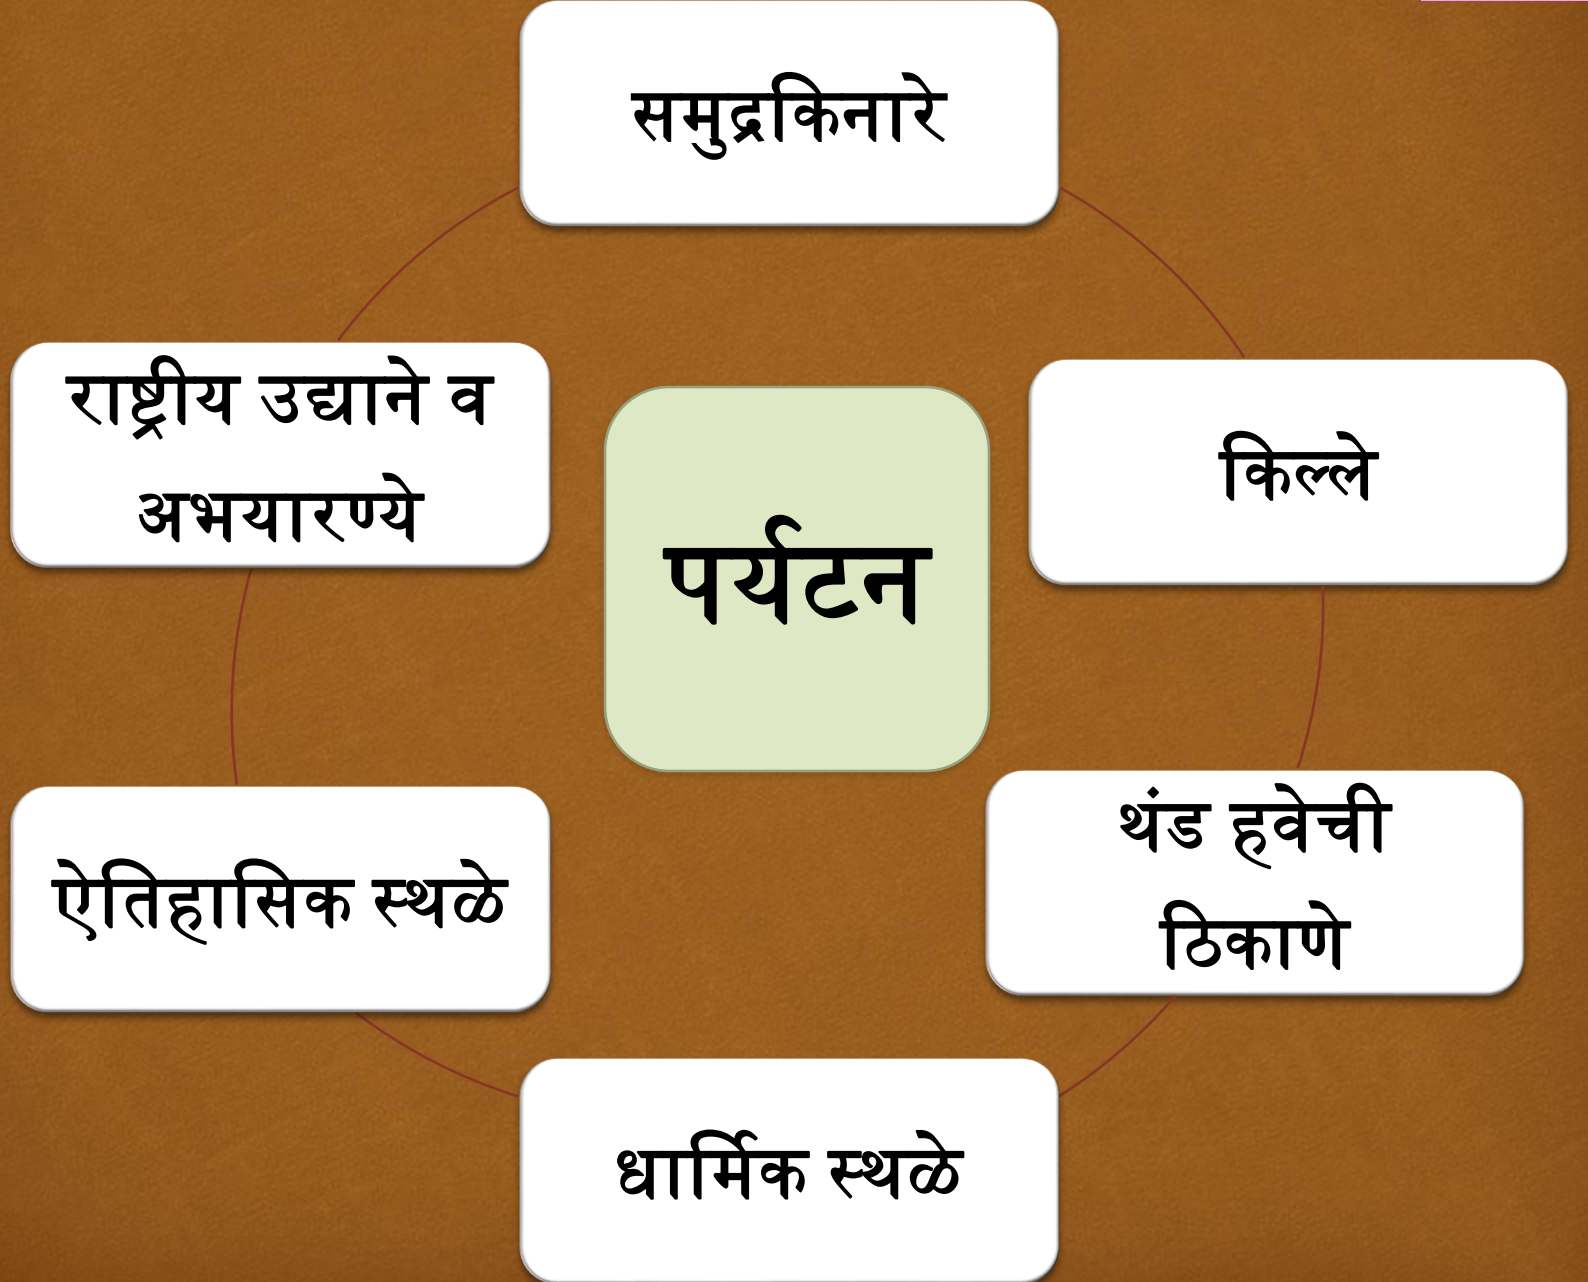 समुद्रकिनारे
राष्ट्रीय उद्याने व
अभयारण्ये
किल्ले
पर्यटन
थंड हवेची
ठिकाणे
ऐतिहासिक स्थळे
धार्मिक स्थळे